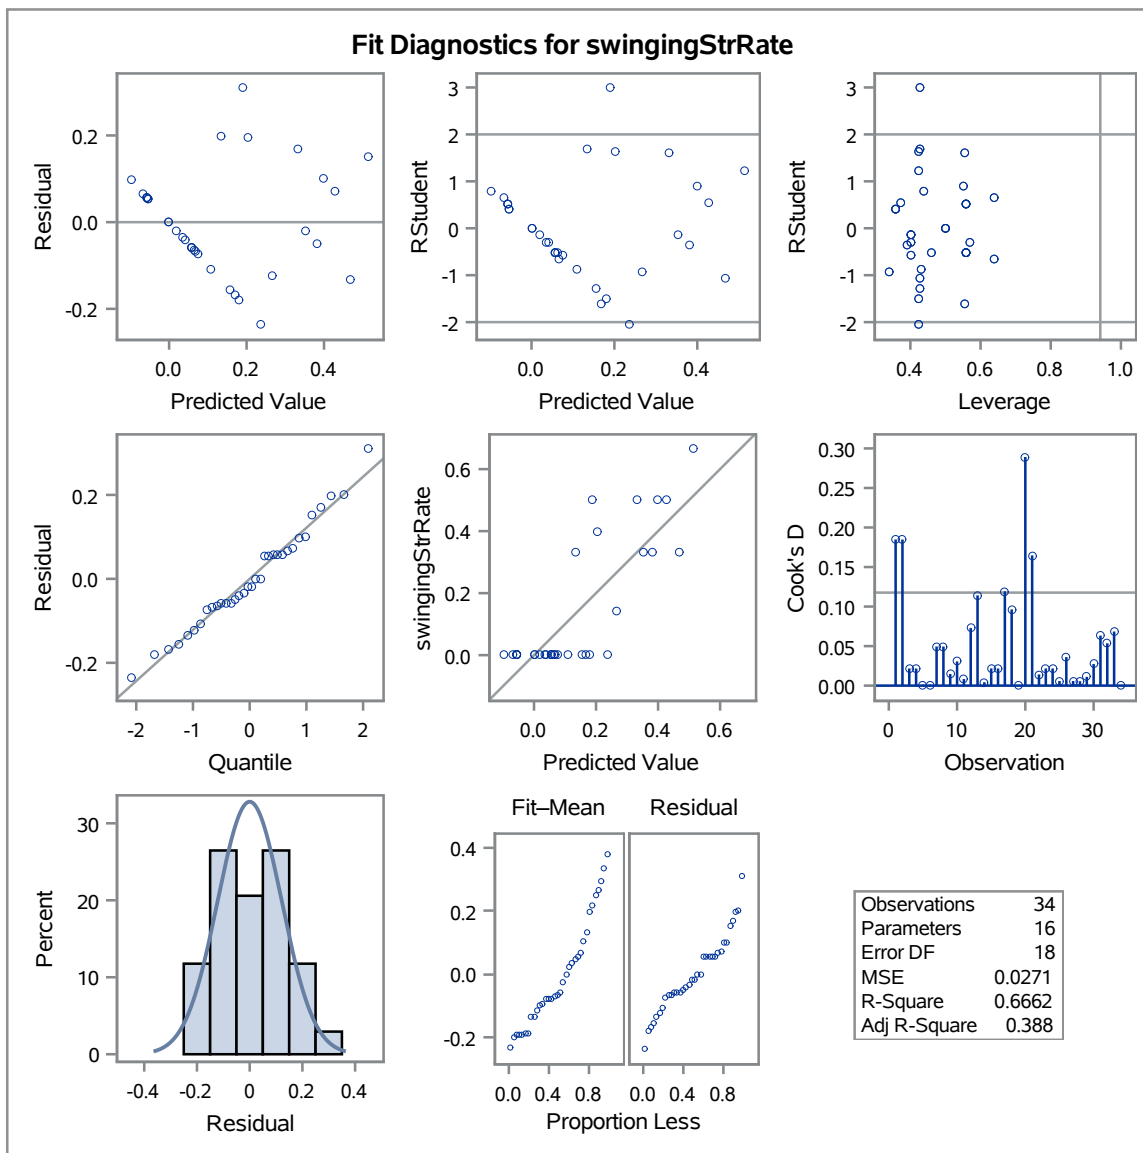 Fit Diagnostics for swingingStrRate
Residual
0.2
0.0
-0.2
0.0 0.2 0.4
Predicted Value
RStudent
3
2
1
0
-1
-2
0.0 0.2 0.4
Predicted Value
RStudent
3
2
1
0
-1
-2
0.4 0.6 0.8 1.0
Leverage
Residual
0.2
0.0
-0.2
-2 -1 0 1 2
Quantile
swingingStrRate
0.6
0.4
0.2
0.0
0.0 0.2 0.4 0.6
Predicted Value
Cook's D
0.30
0.25
0.20
0.15
0.10
0.05
0.00
0 10 20 30
Observation
Percent
30
20
10
0
-0.4 -0.2 0 0.2 0.4
Residual
Fit–Mean Residual
0.4
0.2
0.0
-0.2
0.0 0.4 0.8 0.0 0.4 0.8
Proportion Less
Observations 34
Parameters 16
Error DF 18
MSE 0.0271
R-Square 0.6662
Adj R-Square 0.388